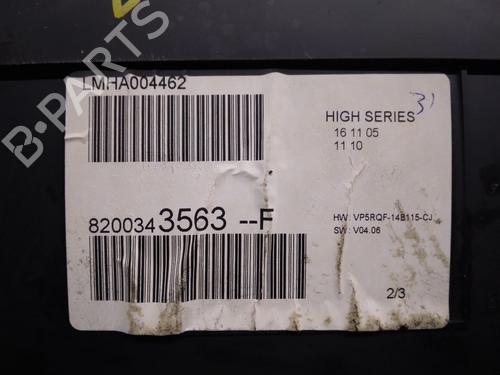 B-PARTS
LMHA004462
HIGH SERIES
31
16 11 05
11 10
8200343563 --F
HW: VP5RQF-14B115-CJ
SW: V04.06
2/3